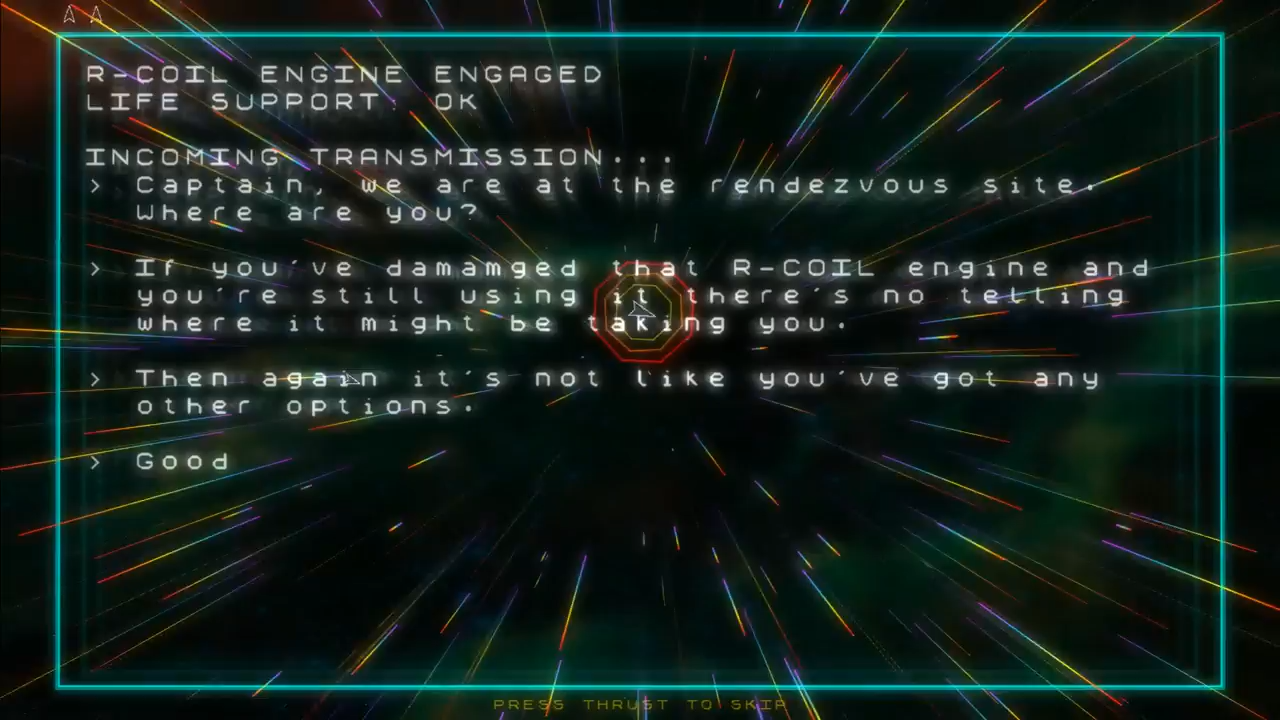 R-COIL ENGINE ENGAGED
LIFE SUPPORT: OK
INCOMING TRANSMISSION...
> Captain, we are at the rendezvous site.
Where are you?
> If you've damamged that R-COIL engine and
you're still using it there's no telling
where it might be taking you.
> Then again it's not like you've got any
other options.
> Good
PRESS THRUST TO SKIP